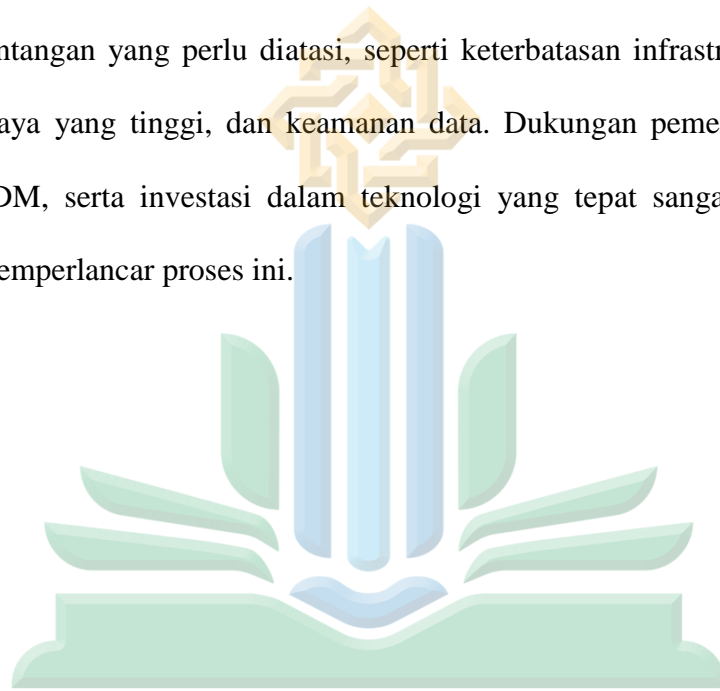 ntangan yang perlu diatasi, seperti keterbatasan infrastr
aya yang tinggi, dan keamanan data. Dukungan peme
DM, serta investasi dalam teknologi yang tepat sanga
emperlancar proses ini.